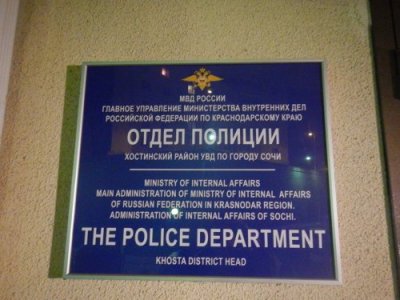 МВД РОССИИ
ГЛАВНОЕ УПРАВЛЕНИЕ МИНИСТЕРСТВА ВНУТРЕННИХ ДЕЛ
РОССИЙСКОЙ ФЕДЕРАЦИИ ПО КРАСНОДАРСКОМУ КРАЮ
ОТДЕЛ ПОЛИЦИИ
ХОСТИНСКИЙ РАЙОН УВД ПО ГОРОДУ СОЧИ
MINISTRY OF INTERNAL AFFAIRS
MAIN ADMINISTRATION OF MINISTRY OF INTERNAL AFFAIRS
OF RUSSIAN FEDERATION IN KRASNODAR REGION.
ADMINISTRATION OF INTERNAL AFFAIRS OF SOCHI.
THE POLICE DEPARTMENT
KHOSTA DISTRICT HEAD